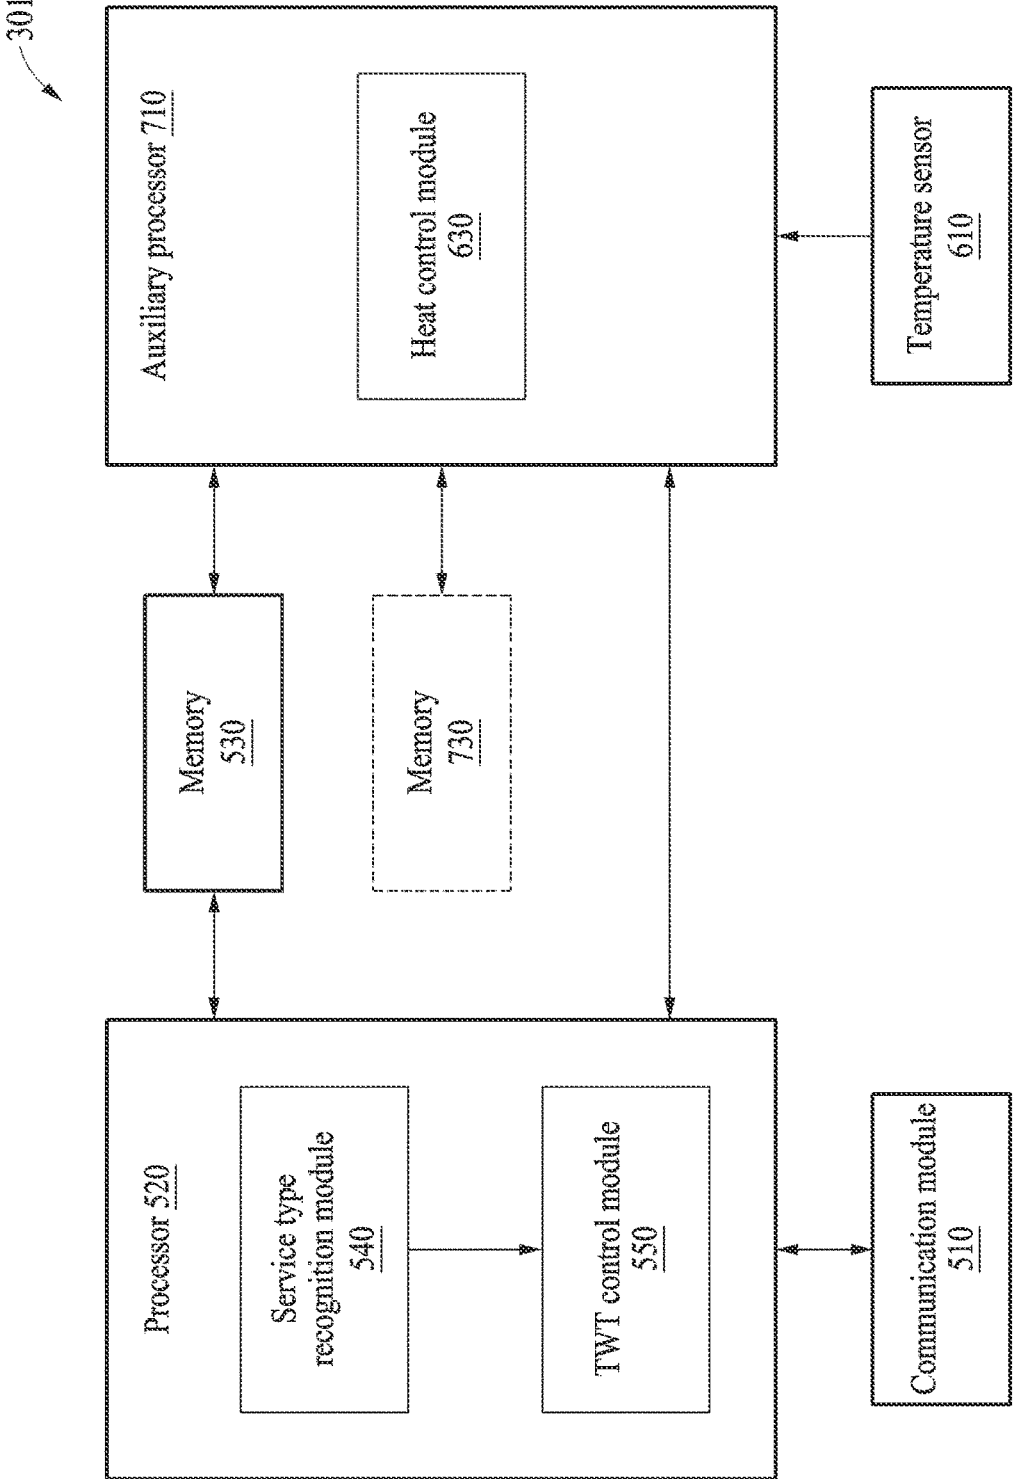 301
Processor 520
Service type
recognition module
540
TWT control module
550
Communication module
510
Memory
530
Memory
730
Auxiliary processor 710
Heat control module
630
Temperature sensor
610